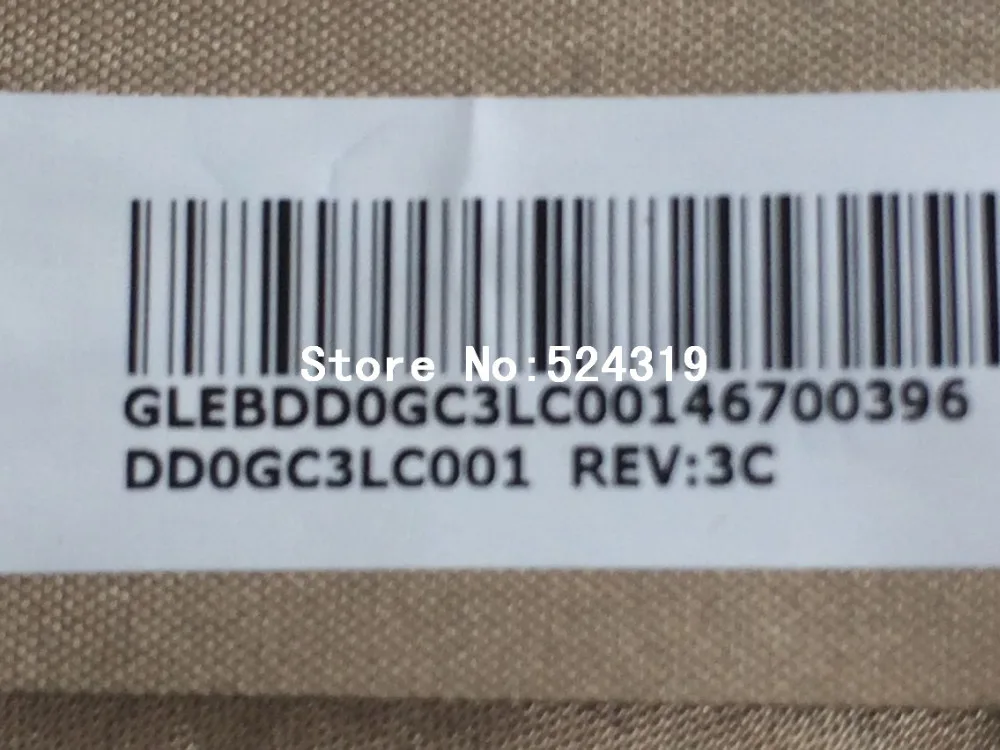 Store No:524319
GLEBDD0GC3LC00146700396
DD0GC3LC001 REV:3C